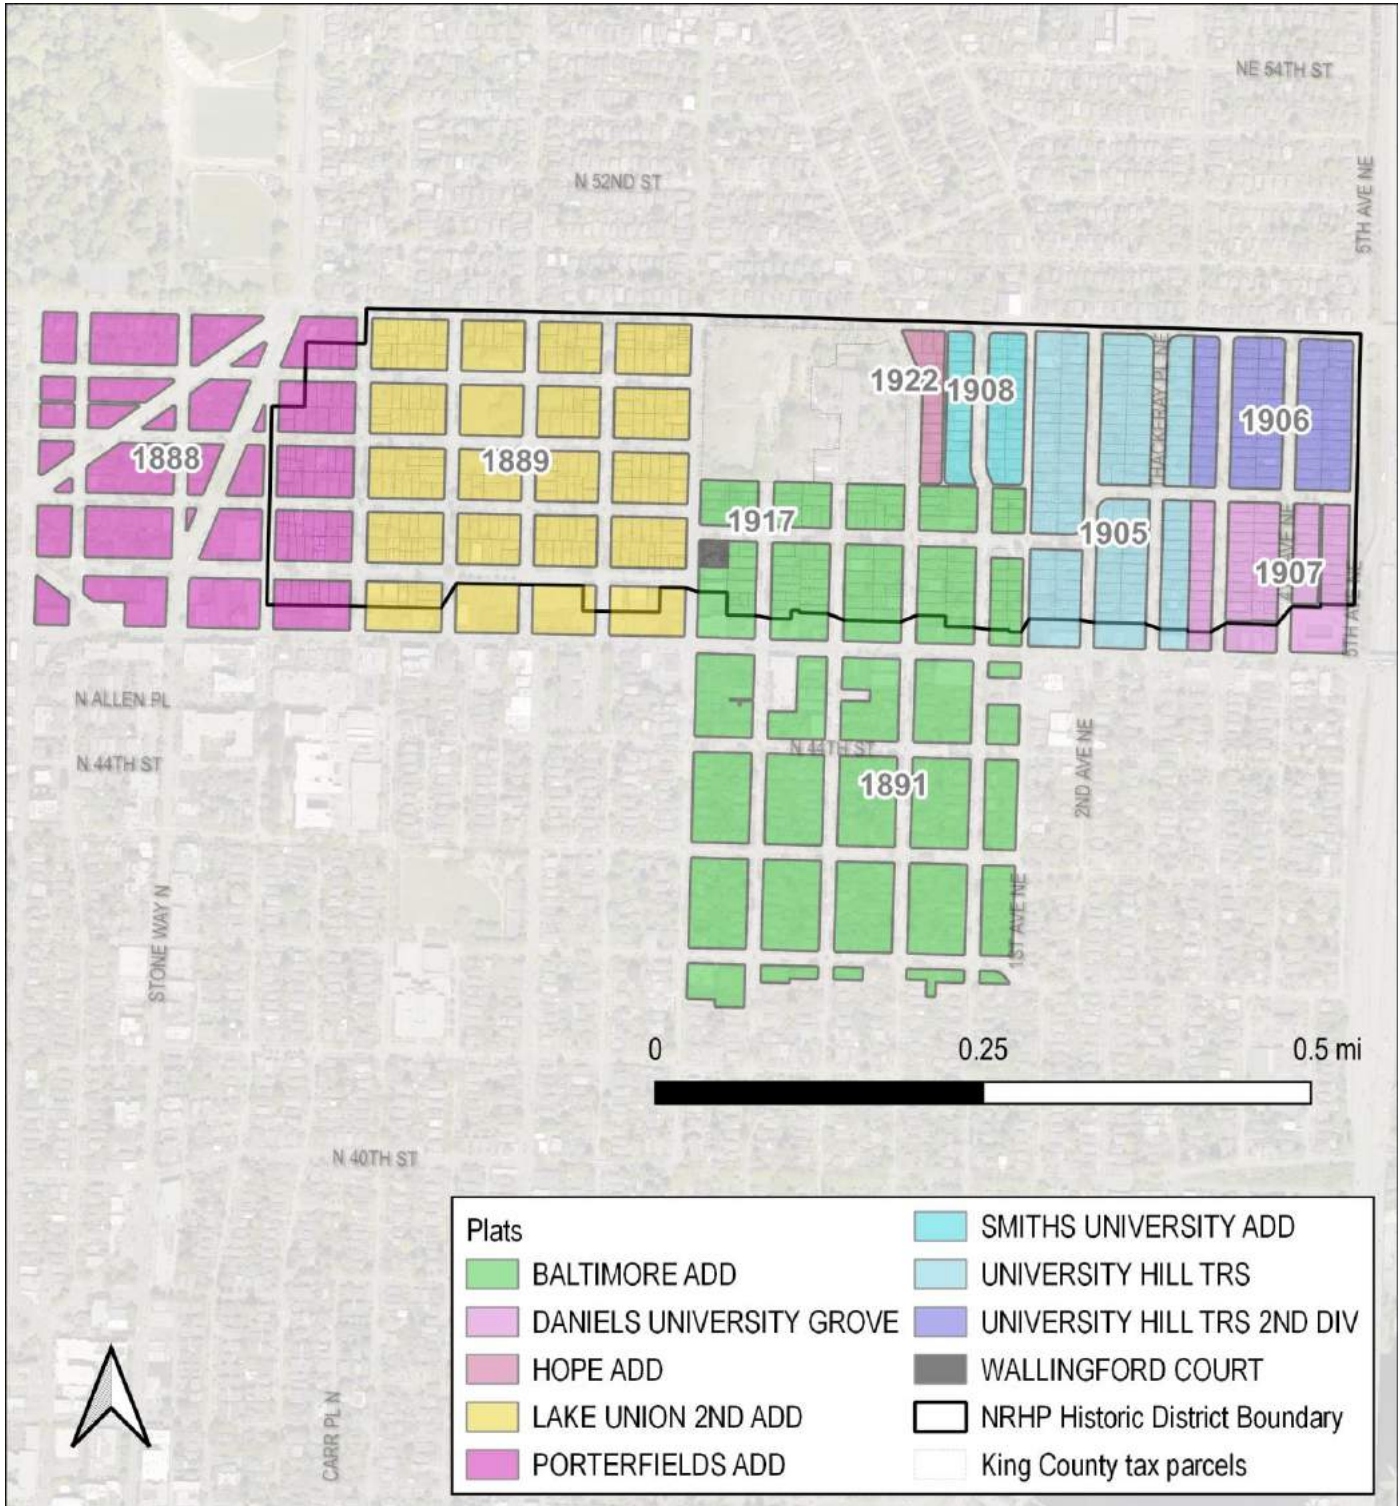 NE 54TH ST
5TH AVE NE
N 52ND ST
1922
1908
THACKERAY PL NE
1906
1888
1889
1917
1905
1907
5TH AVE NE
N ALLEN PL
N 44TH ST
N 44TH ST
1891
2ND AVE NE
STONE WAY N
1ST AVE NE
0 0.25 0.5 mi
N 40TH ST
CARR PL N
Plats
BALTIMORE ADD
DANIELS UNIVERSITY GROVE
HOPE ADD
LAKE UNION 2ND ADD
PORTERFIELDS ADD
SMITHS UNIVERSITY ADD
UNIVERSITY HILL TRS
UNIVERSITY HILL TRS 2ND DIV
WALLINGFORD COURT
NRHP Historic District Boundary
King County tax parcels